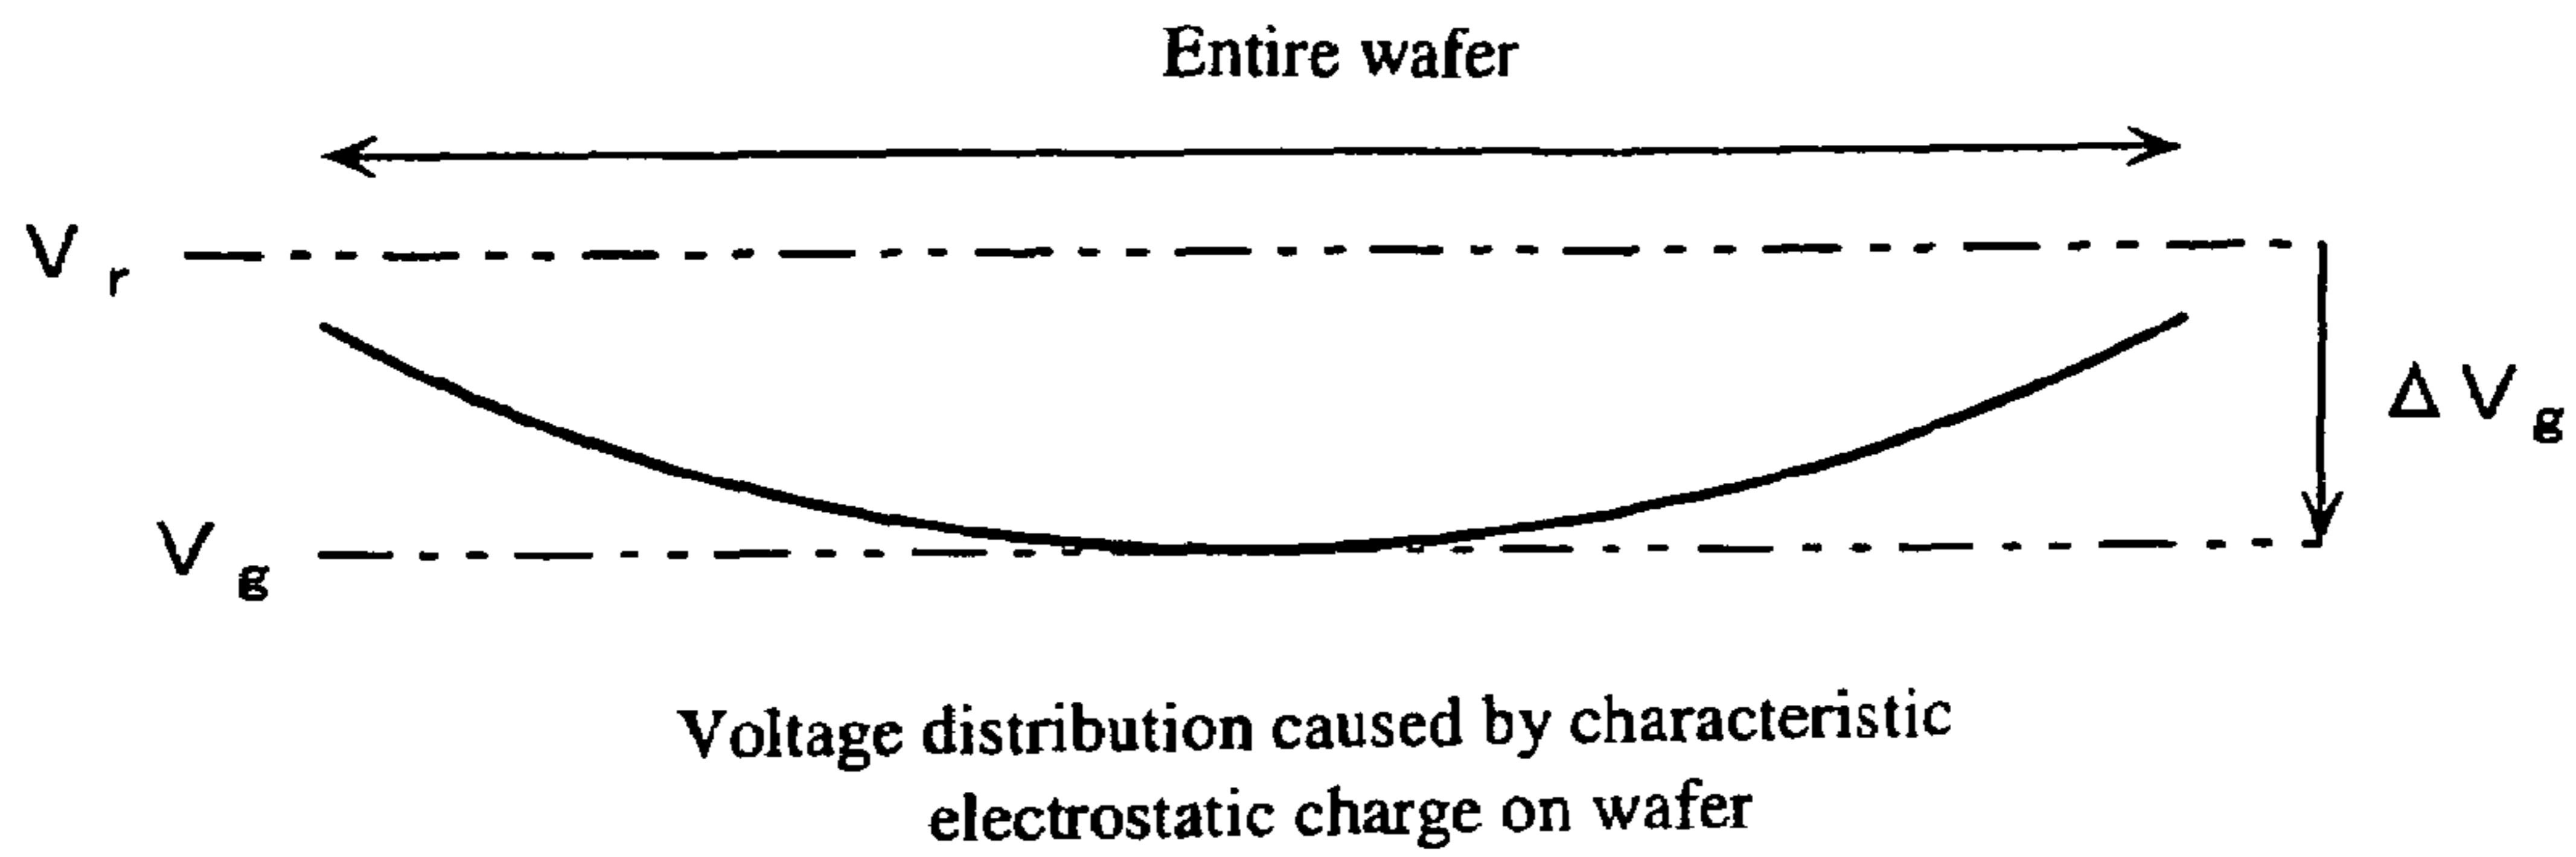 Entire wafer
V r
Δ V g
V g
Voltage distribution caused by characteristic
electrostatic charge on wafer